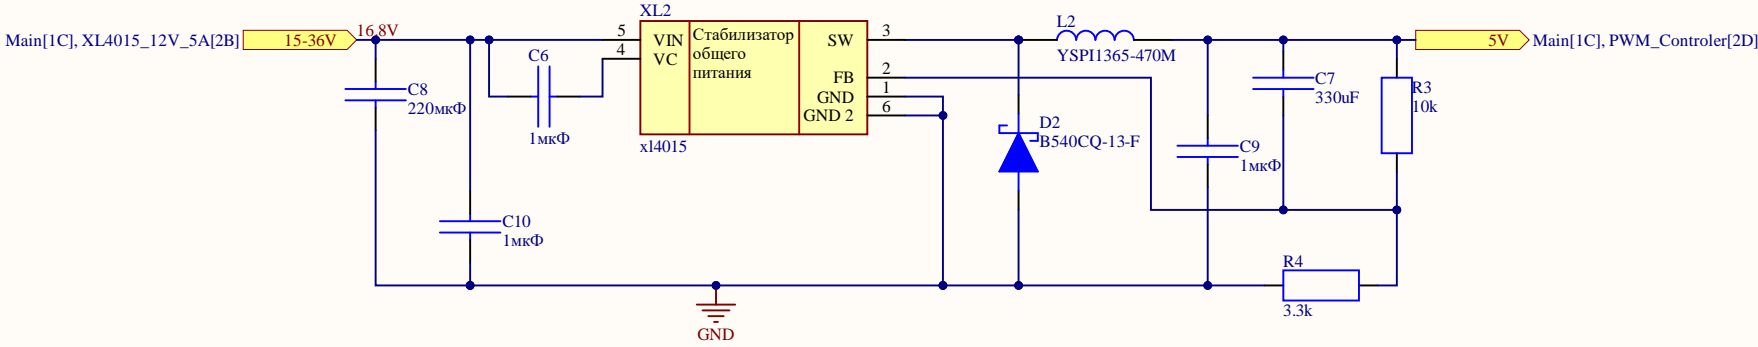 XL2
L2
Main[1C], XL4015_12V_5A[2B]
15-36V
16,8V
5
VIN
4
VC
Стабилизатор
общего
питания
SW
3
FB
2
GND
1
GND 2
6
xl4015
YSPI1365-470M
5V
Main[1C], PWM_Controler[2D]
C6
1мкФ
C8
220мкФ
C7
330uF
R3
10k
D2
B540CQ-13-F
C9
1мкФ
C10
1мкФ
R4
3.3k
GND